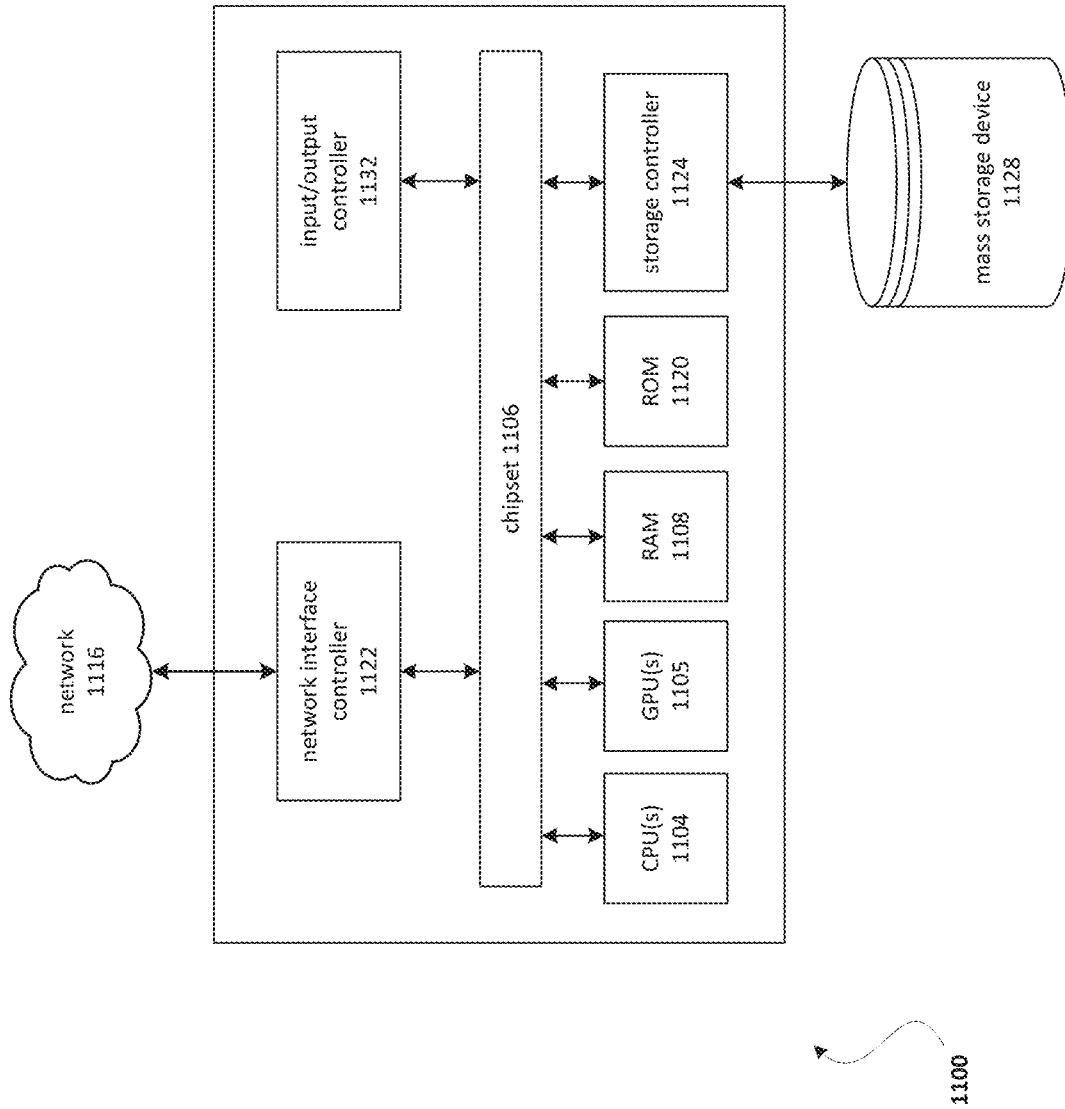 network
1116
network interface
controller
1122
input/output
controller
1132
chipset 1106
CPU(s)
1104
GPU(s)
1105
RAM
1108
ROM
1120
storage controller
1124
mass storage device
1128
1100